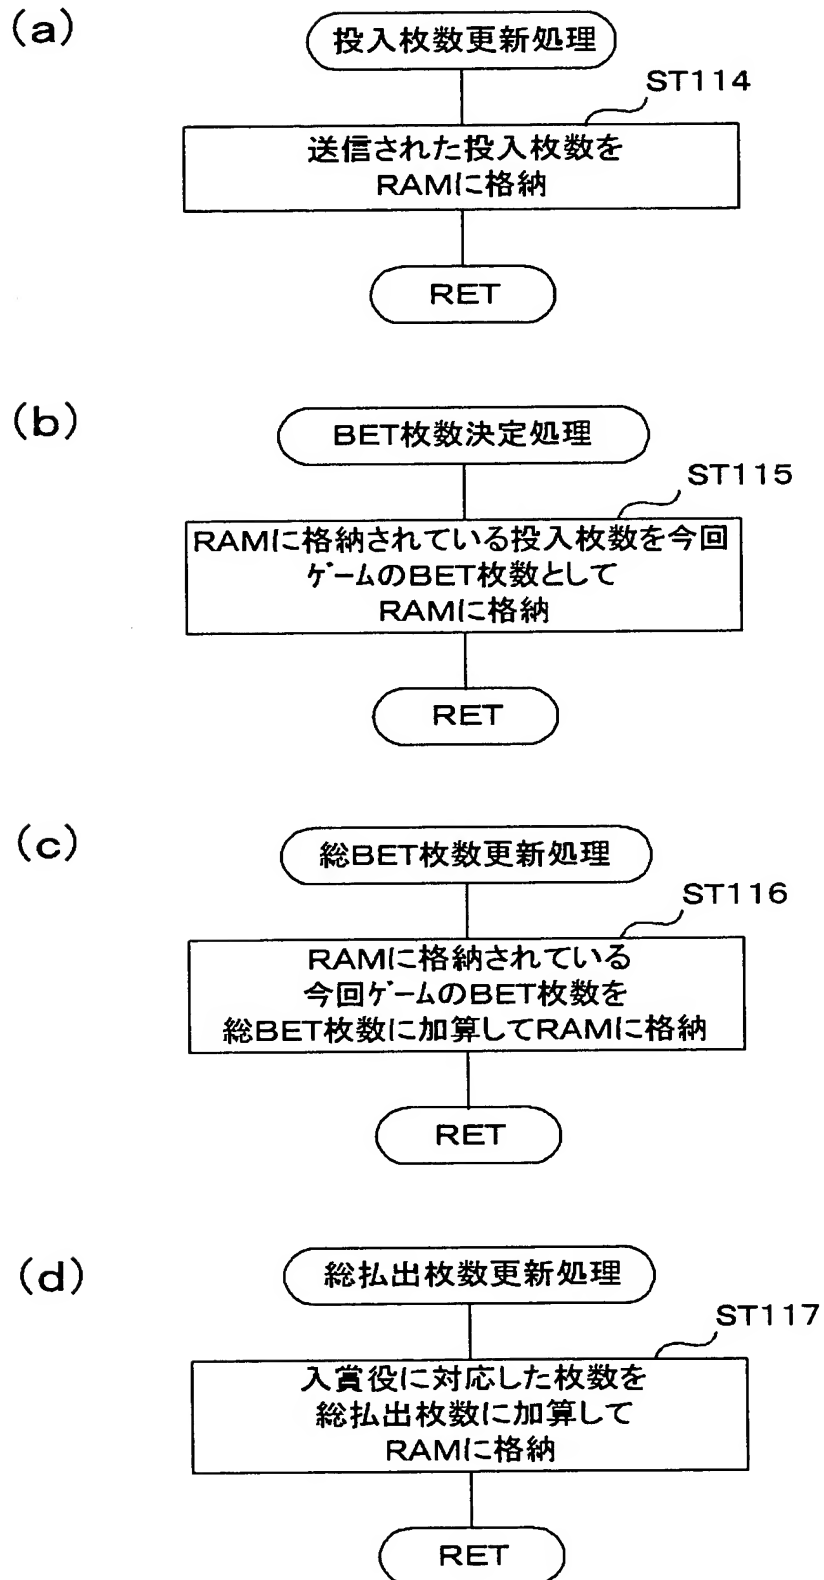 (a)
投入枚数更新処理
ST114
送信された投入枚数を
RAMに格納
RET
(b)
BET枚数決定処理
ST115
RAMに格納されている投入枚数を今回
ｹﾞｰﾑのBET枚数として
RAMに格納
RET
(c)
総BET枚数更新処理
ST116
RAMに格納されている
今回ｹﾞｰﾑのBET枚数を
総BET枚数に加算してRAMに格納
RET
(d)
総払出枚数更新処理
ST117
入賞役に対応した枚数を
総払出枚数に加算して
RAMに格納
RET